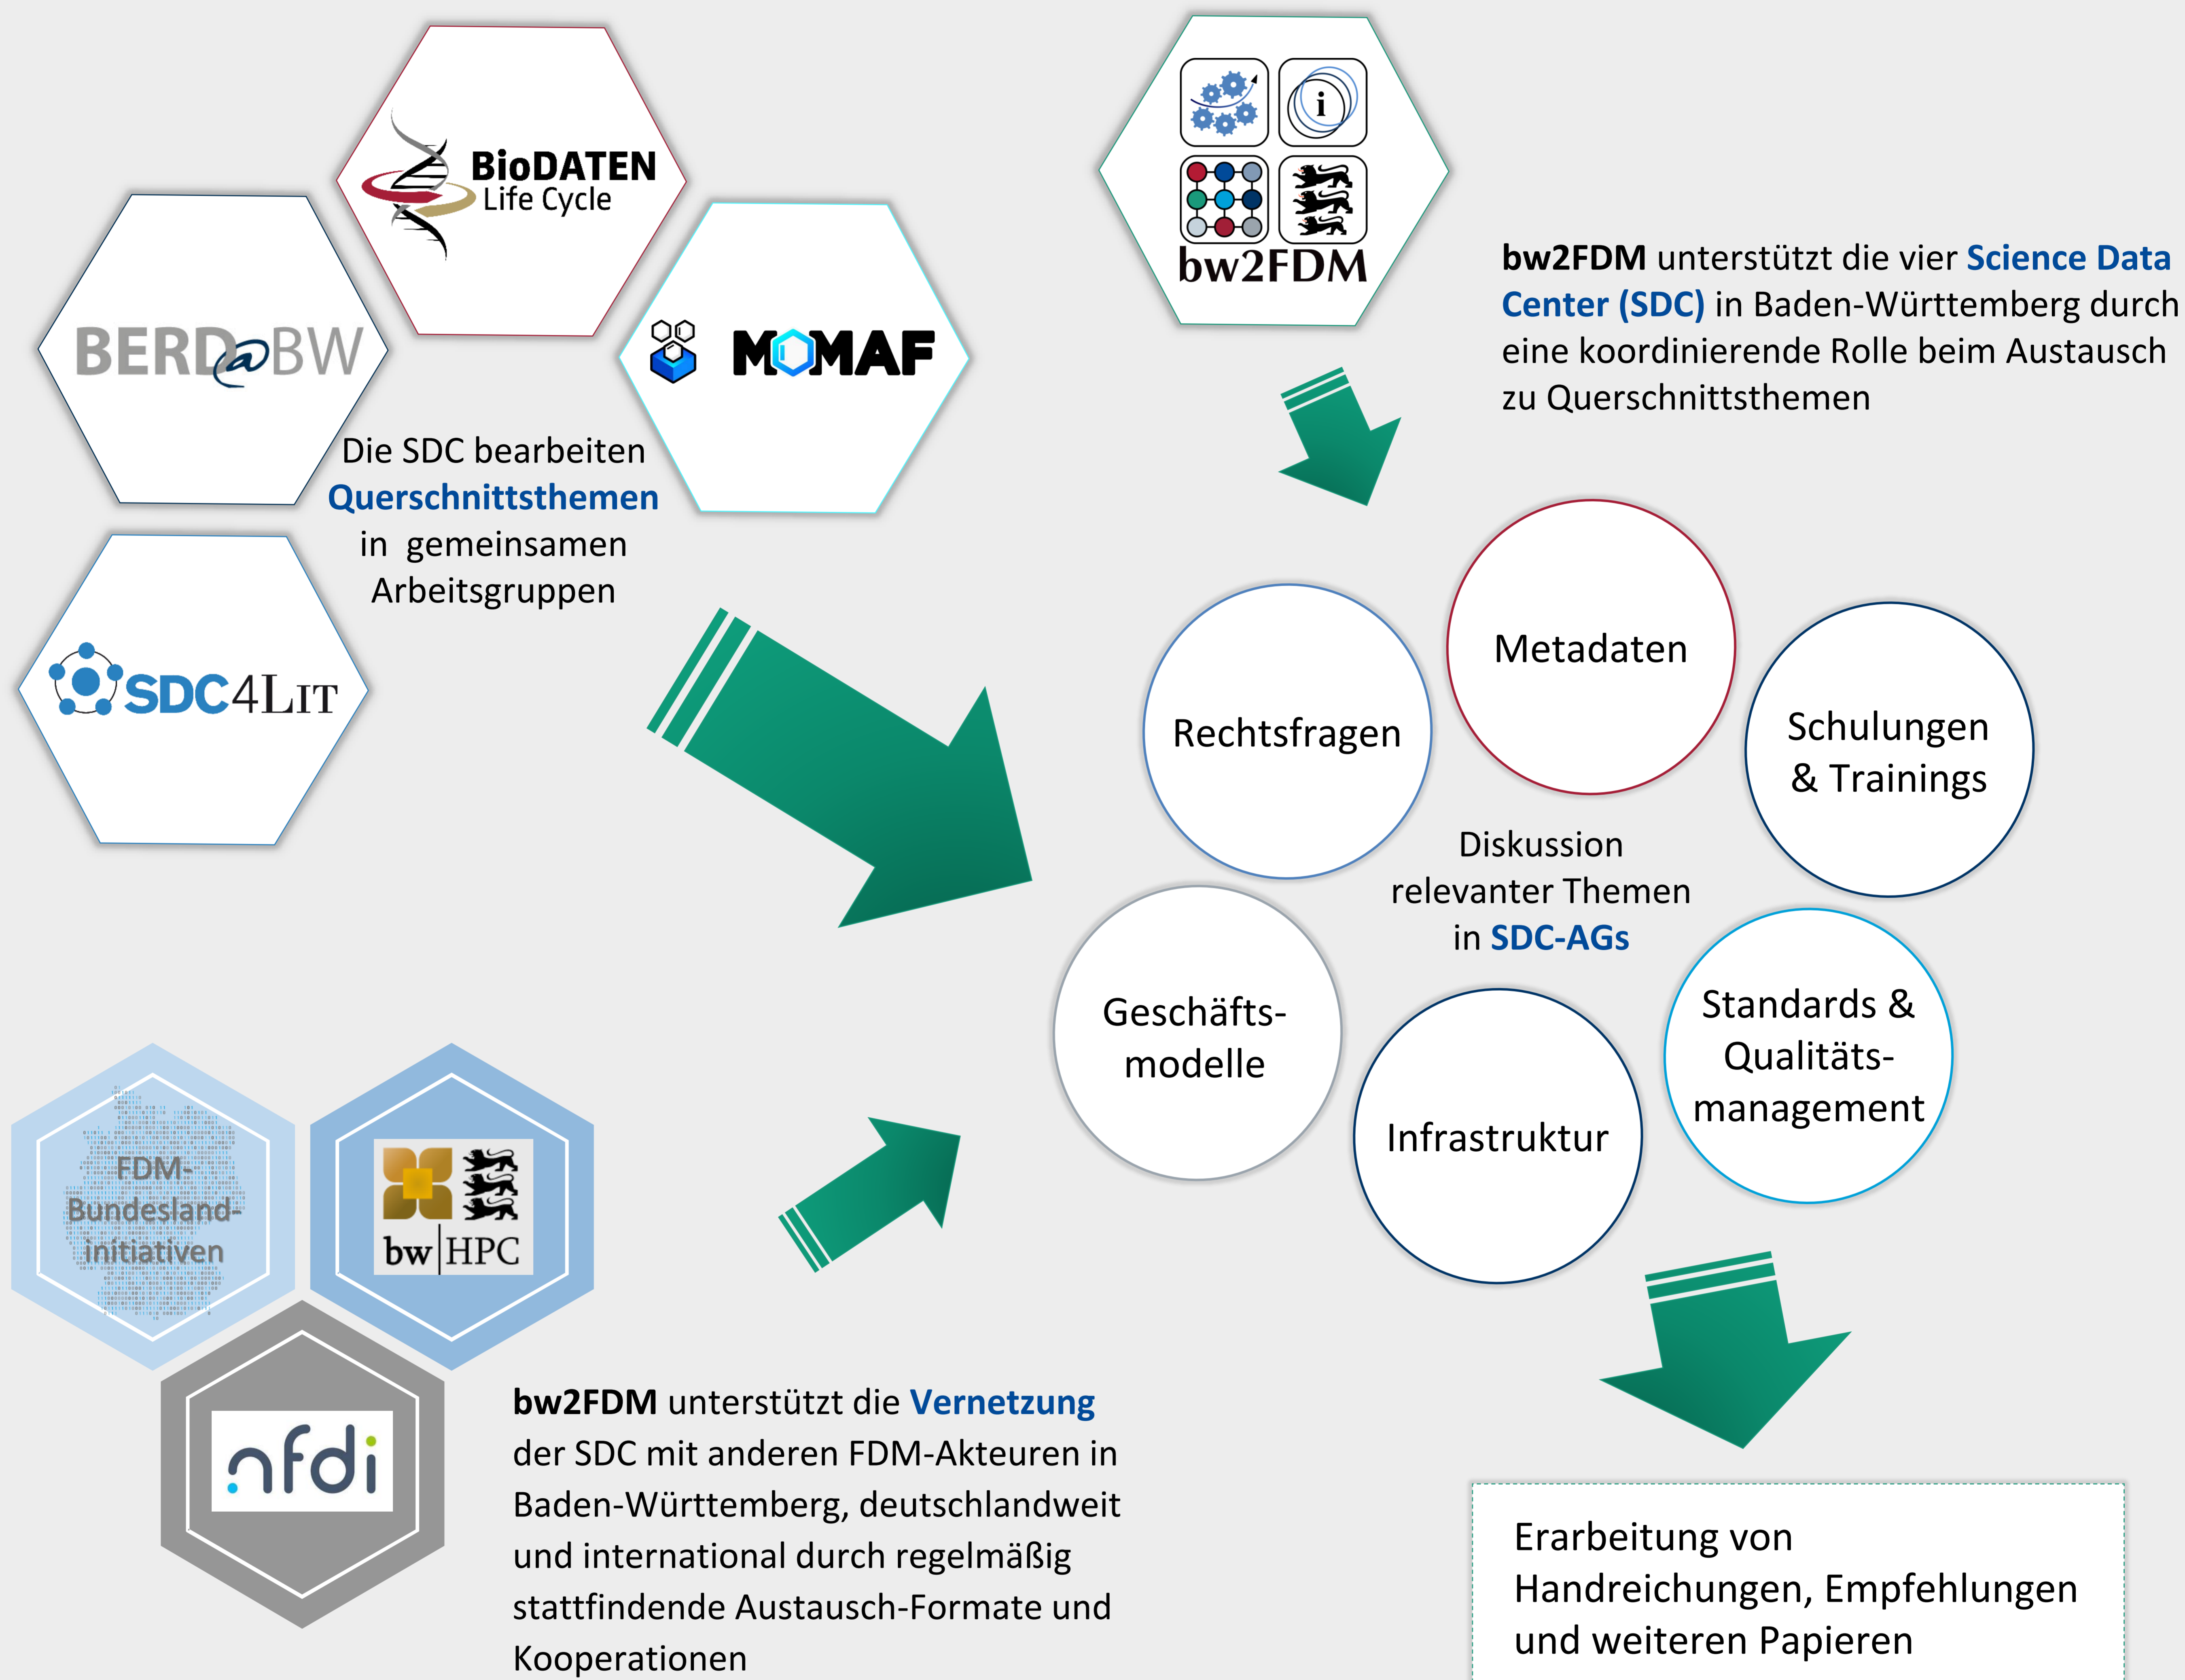 BioDATEN
Life Cycle
BERD@BW
MOMAF
Die SDC bearbeiten
Querschnittsthemen
in gemeinsamen
Arbeitsgruppen
SDC4LIT
i
bw2FDM
bw2FDM unterstützt die vier Science Data
Center (SDC) in Baden-Württemberg durch
eine koordinierende Rolle beim Austausch
zu Querschnittsthemen
Metadaten
Rechtsfragen
Schulungen
& Trainings
Diskussion
relevanter Themen
in SDC-AGs
Geschäfts-
modelle
Standards &
Qualitäts-
management
Infrastruktur
FDM-
Bundesland-
initiativen
bw|HPC
nfdi
bw2FDM unterstützt die Vernetzung
der SDC mit anderen FDM-Akteuren in
Baden-Württemberg, deutschlandweit
und international durch regelmäßig
stattfindende Austausch-Formate und
Kooperationen
Erarbeitung von
Handreichungen, Empfehlungen
und weiteren Papieren